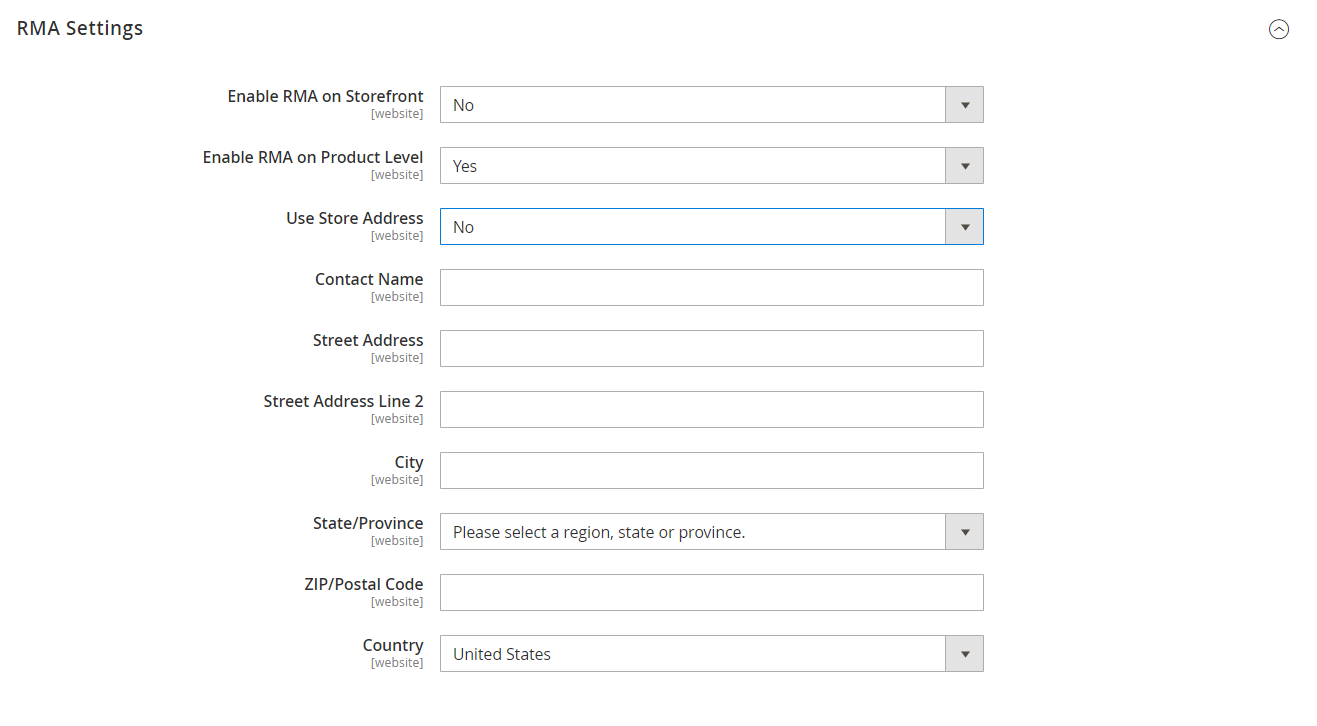 RMA Settings
Enable RMA on Storefront
[website]
No
Enable RMA on Product Level
[website]
Yes
Use Store Address
[website]
No
Contact Name
[website]
Street Address
[website]
Street Address Line 2
[website]
City
[website]
State/Province
[website]
Please select a region, state or province.
ZIP/Postal Code
[website]
Country
[website]
United States